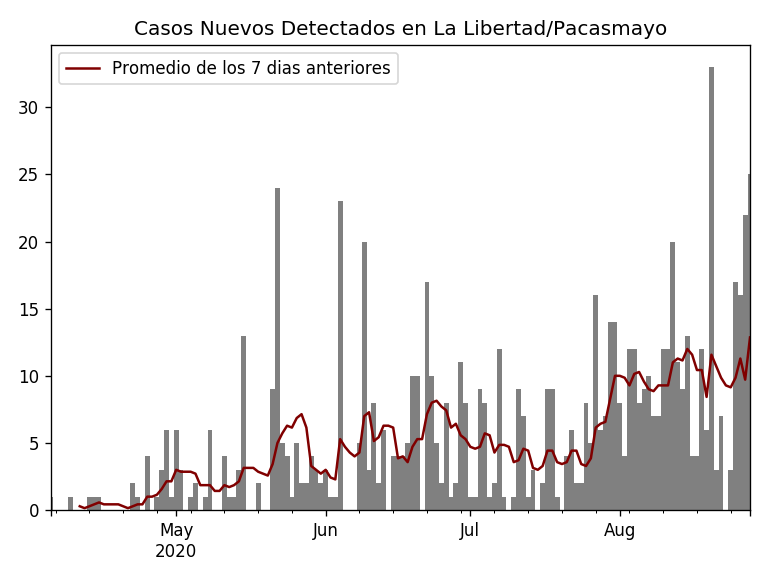 Casos Nuevos Detectados en La Libertad/Pacasmayo
Promedio de los 7 dias anteriores
30
25
20
15
10
5
0
May
2020
Jun
Jul
Aug